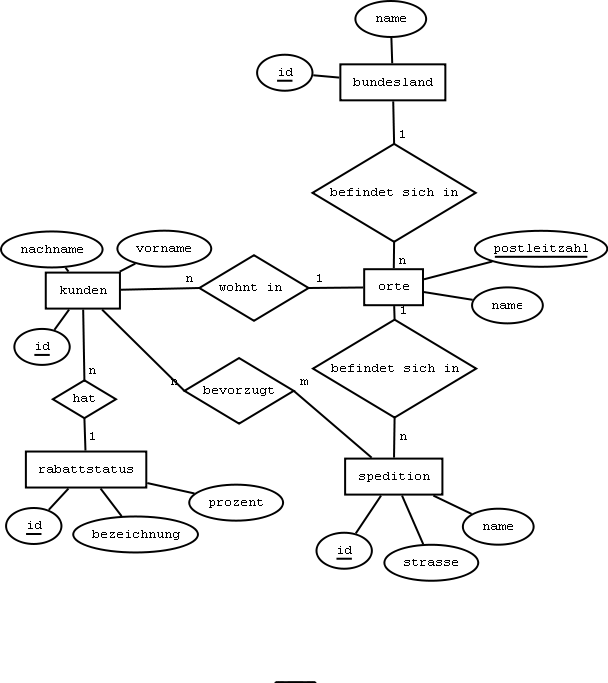 name
id
bundesland
1
befindet sich in
n
nachname
vorname
postleitzahl
kunden
n
wohnt in
1
orte
name
1
id
n
hat
1
n
bevorzugt
m
befindet sich in
n
rabattstatus
spedition
prozent
id
bezeichnung
name
id
strasse